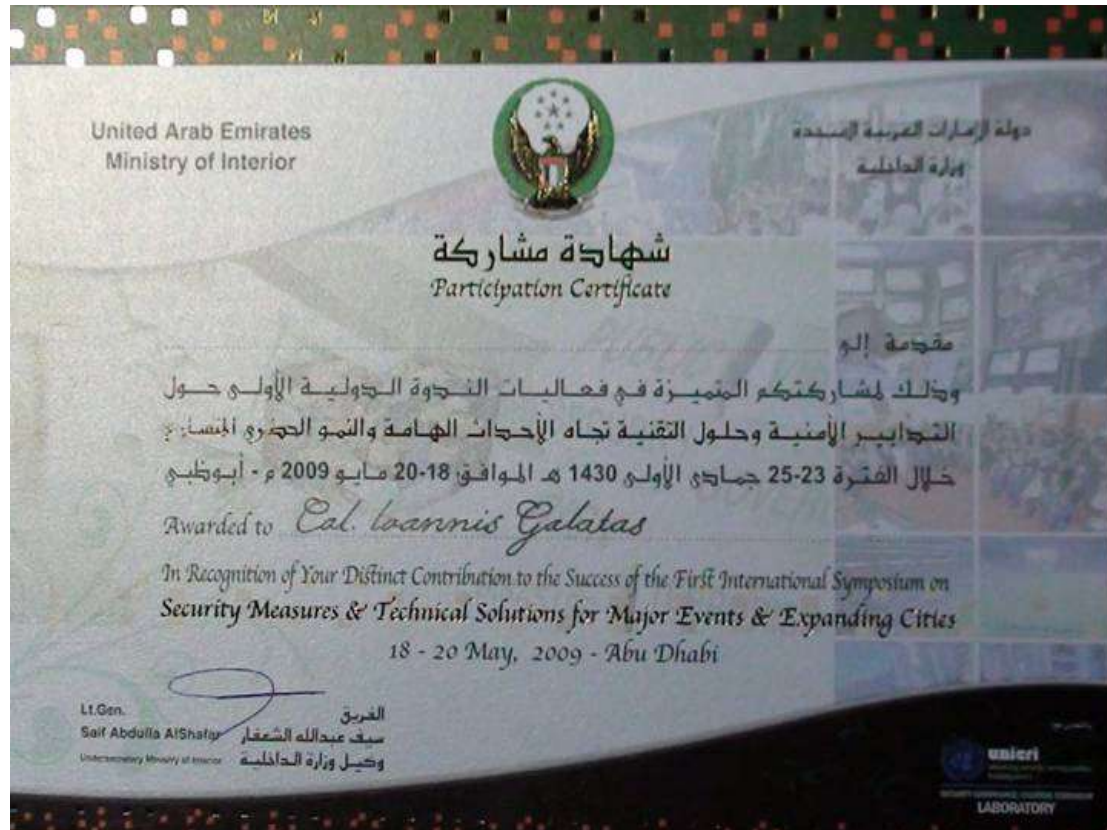 United Arab Emirates
Ministry of Interior
دولة الإمارات العربية المتحدة
وزارة الداخلية
شهادة مشاركة
Participation Certificate
مقدمة إلى
وذلك لمشاركتكم المتميزة في فعاليات الندوة الدولية الأولى حول
التدابير الأمنية وحلول التقنية تجاه الأحداث الهامة والنمو الحضري المتسارع
خلال الفترة 23-25 جمادى الأولى 1430 هـ الموافق 18-20 مايو 2009 م - أبوظبي
Awarded to Col. Ioannis Galatas
In Recognition of Your Distinct Contribution to the Success of the First International Symposium on
Security Measures & Technical Solutions for Major Events & Expanding Cities
18 - 20 May, 2009 - Abu Dhabi
Lt.Gen.
Saif Abdulla AlShafar
Undersecretary Ministry of Interior
الفريق
سيف عبدالله الشعفار
وكيل وزارة الداخلية
unicri
LABORATORY